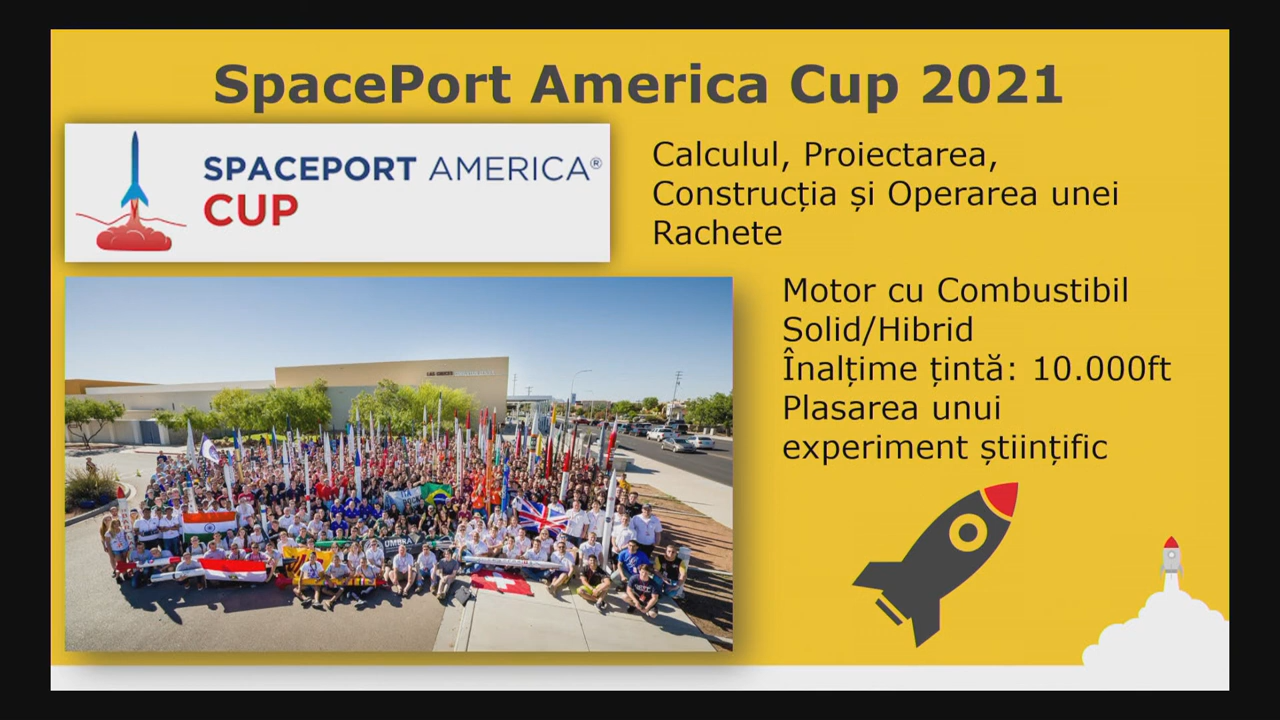 SpacePort America Cup 2021
SPACEPORT AMERICA®
CUP
Calculul, Proiectarea,
Construcția și Operarea unei
Rachete
Motor cu Combustibil
Solid/Hibrid
Înalțime țintă: 10.000ft
Plasarea unui
experiment științific